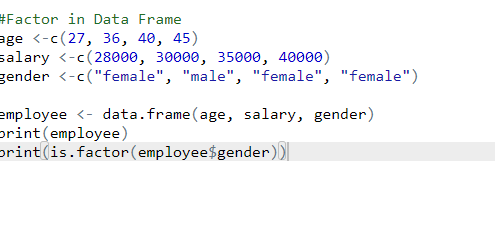 #Factor in Data Frame
age <-c(27, 36, 40, 45)
salary <-c(28000, 30000, 35000, 40000)
gender <-c("female", "male", "female", "female")
employee <- data.frame(age, salary, gender)
print(employee)
print(is.factor(employee$gender))